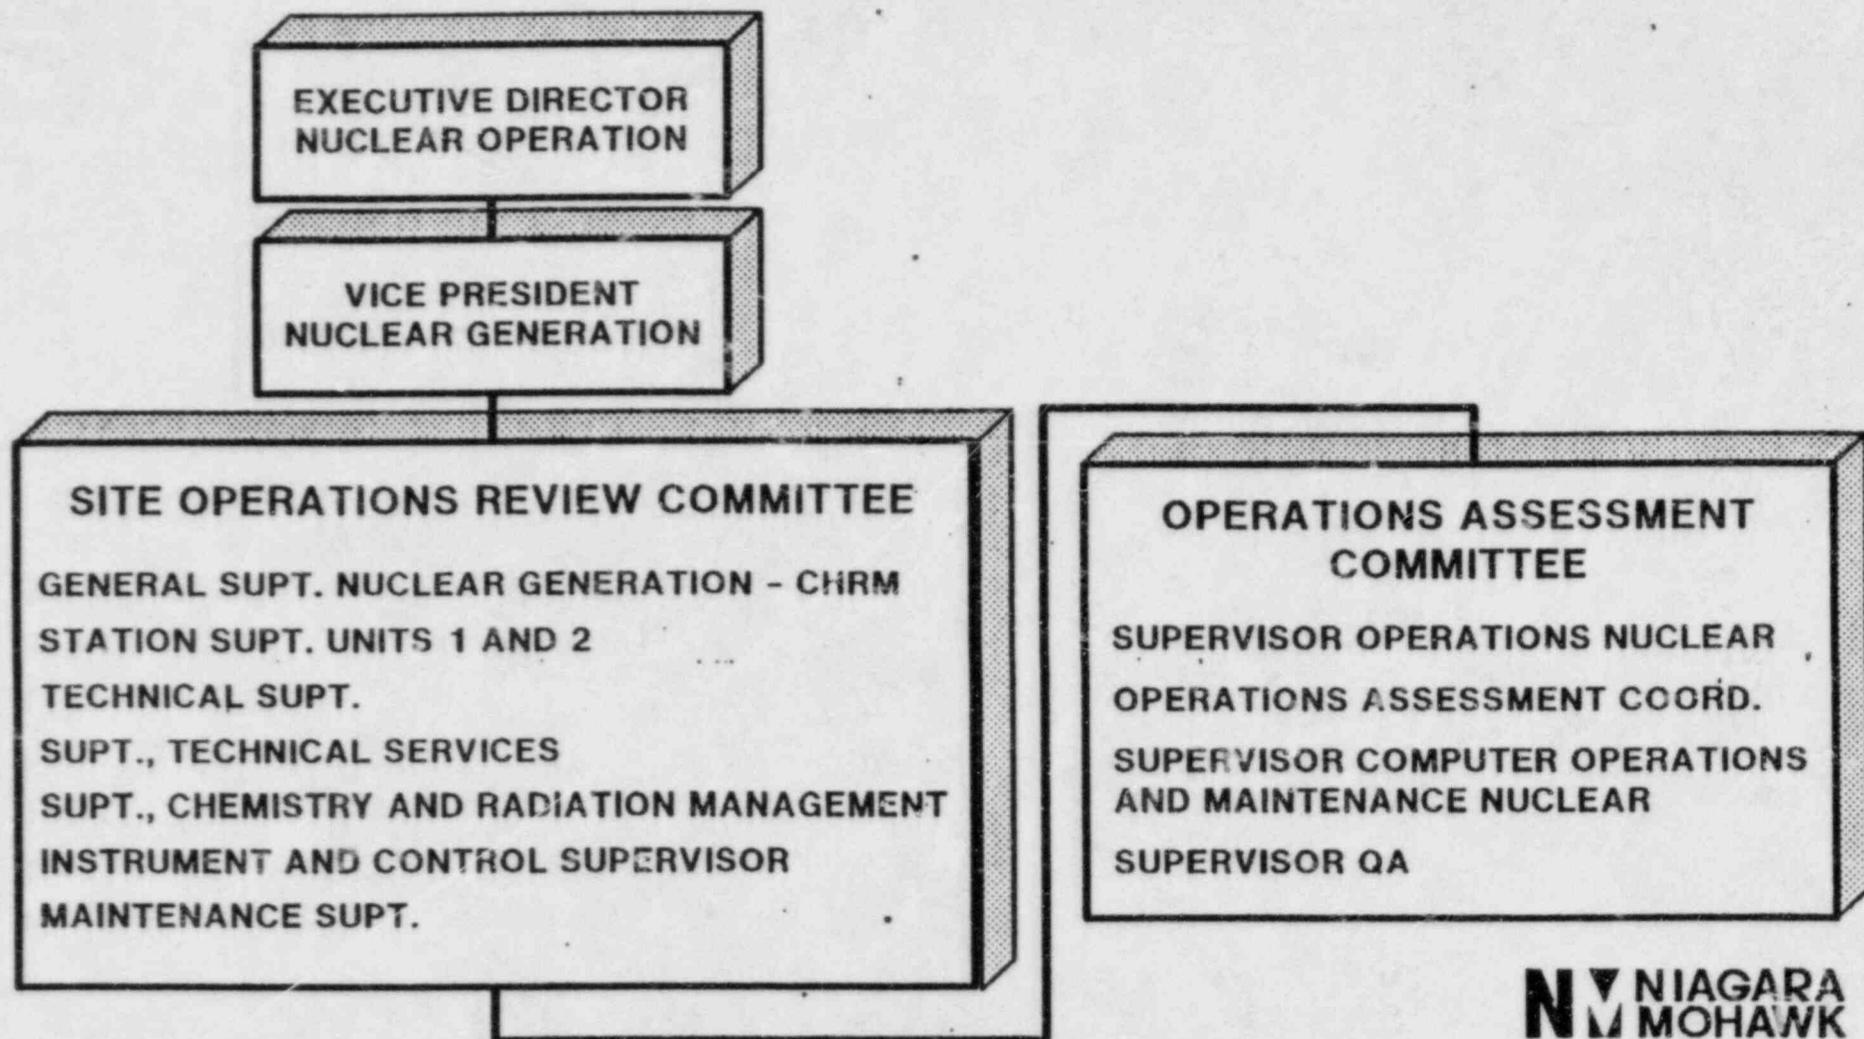 EXECUTIVE DIRECTOR
NUCLEAR OPERATION
VICE PRESIDENT
NUCLEAR GENERATION
SITE OPERATIONS REVIEW COMMITTEE
GENERAL SUPT. NUCLEAR GENERATION - CHRM
STATION SUPT. UNITS 1 AND 2
TECHNICAL SUPT.
SUPT., TECHNICAL SERVICES
SUPT., CHEMISTRY AND RADIATION MANAGEMENT
INSTRUMENT AND CONTROL SUPERVISOR
MAINTENANCE SUPT.
OPERATIONS ASSESSMENT
COMMITTEE
SUPERVISOR OPERATIONS NUCLEAR
OPERATIONS ASSESSMENT COORD.
SUPERVISOR COMPUTER OPERATIONS
AND MAINTENANCE NUCLEAR
SUPERVISOR QA
NM NIAGARA
MOHAWK